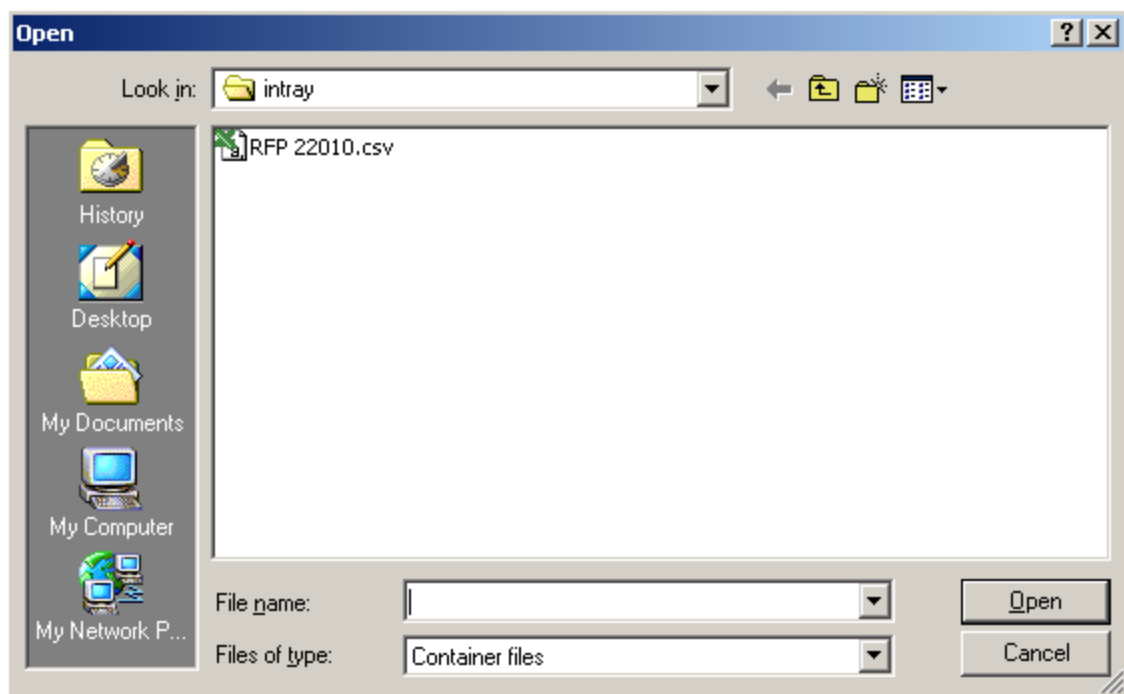 Open
Look in:
intray
RFP 22010.csv
History
Desktop
My Documents
My Computer
My Network P...
File name:
Open
Files of type:
Container files
Cancel